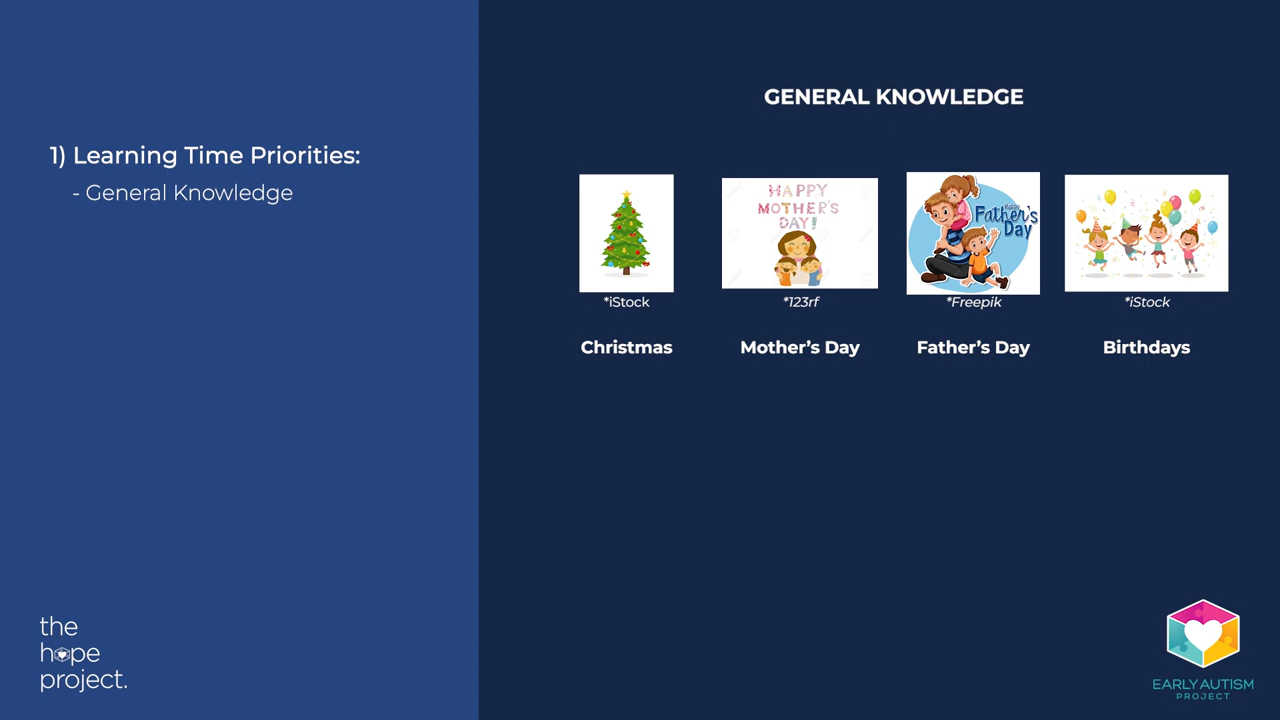 GENERAL KNOWLEDGE
1) Learning Time Priorities:
- General Knowledge
HAPPY
MOTHER'S
DAY!
Happy
Father's
Day
*iStock
*123rf
*Freepik
*iStock
Christmas
Mother's Day
Father's Day
Birthdays
the
hope
project.
EARLY AUTISM
PROJECT